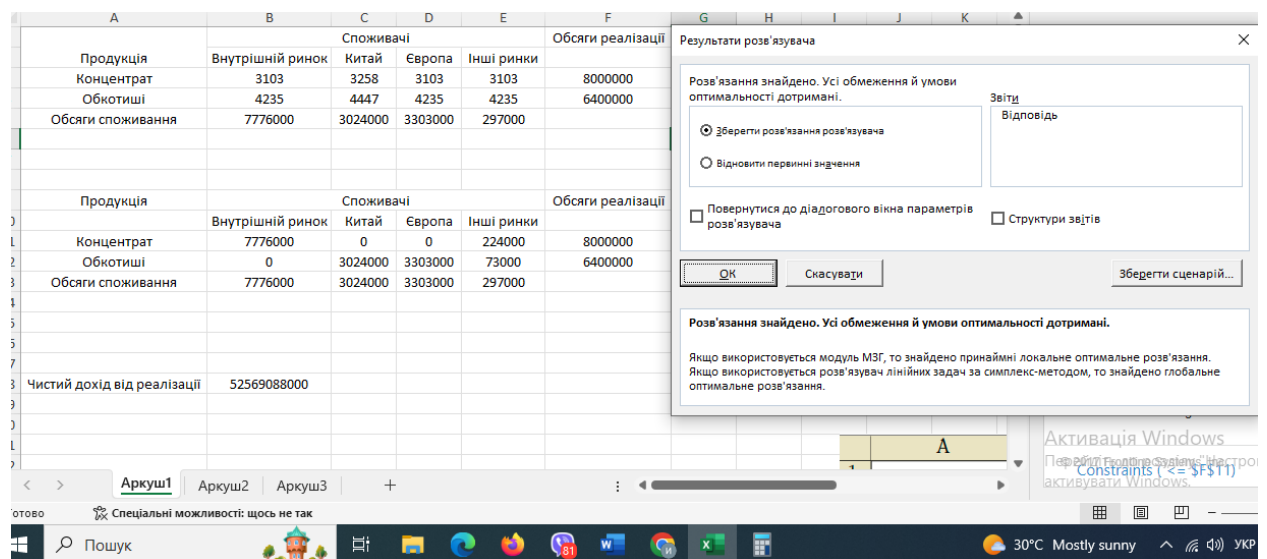 A B C D E F G H I J K
Споживачі Обсяги реалізації
Продукція Внутрішній ринок Китай Європа Інші ринки
Концентрат 3103 3258 3103 3103 8000000
Обкотиші 4235 4447 4235 4235 6400000
Обсяги споживання 7776000 3024000 3303000 297000
Продукція Споживачі Обсяги реалізації
Внутрішній ринок Китай Європа Інші ринки
Концентрат 7776000 0 0 224000 8000000
Обкотиші 0 3024000 3303000 73000 6400000
Обсяги споживання 7776000 3024000 3303000 297000
Чистий дохід від реалізації 52569088000
Результати розв'язувача
Розв'язання знайдено. Усі обмеження й умови
оптимальності дотримані.
Звіти
Відповідь
Зберегти розв'язання розв'язувача
Відновити первинні значення
Повернутися до діалогового вікна параметрів
розв'язувача
Структури звітів
ОК Скасувати Зберегти сценарій...
Розв'язання знайдено. Усі обмеження й умови оптимальності дотримані.
Якщо використовується модуль МЗГ, то знайдено принаймні локальне оптимальне розв'язання.
Якщо використовується розв'язувач лінійних задач за симплекс-методом, то знайдено глобальне
оптимальне розв'язання.
A
Активація Windows
Constraints ( <= $F$11)
активувати Windows.
Аркуш1 Аркуш2 Аркуш3 +
отово Спеціальні можливості: щось не так
Пошук 81 30°C Mostly sunny УКР